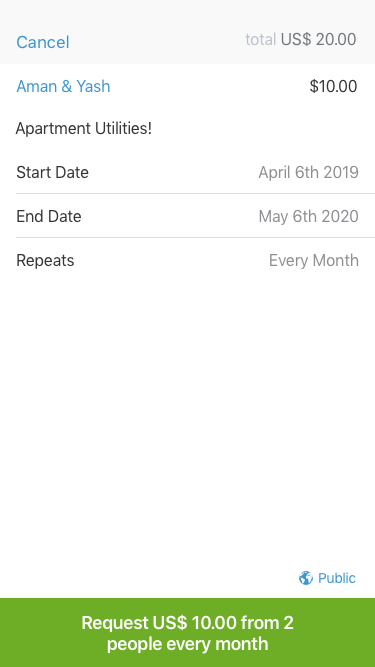 Cancel
total US$ 20.00
Aman & Yash
$10.00
Apartment Utilities!
Start Date
April 6th 2019
End Date
May 6th 2020
Repeats
Every Month
Public
Request US$ 10.00 from 2
people every month